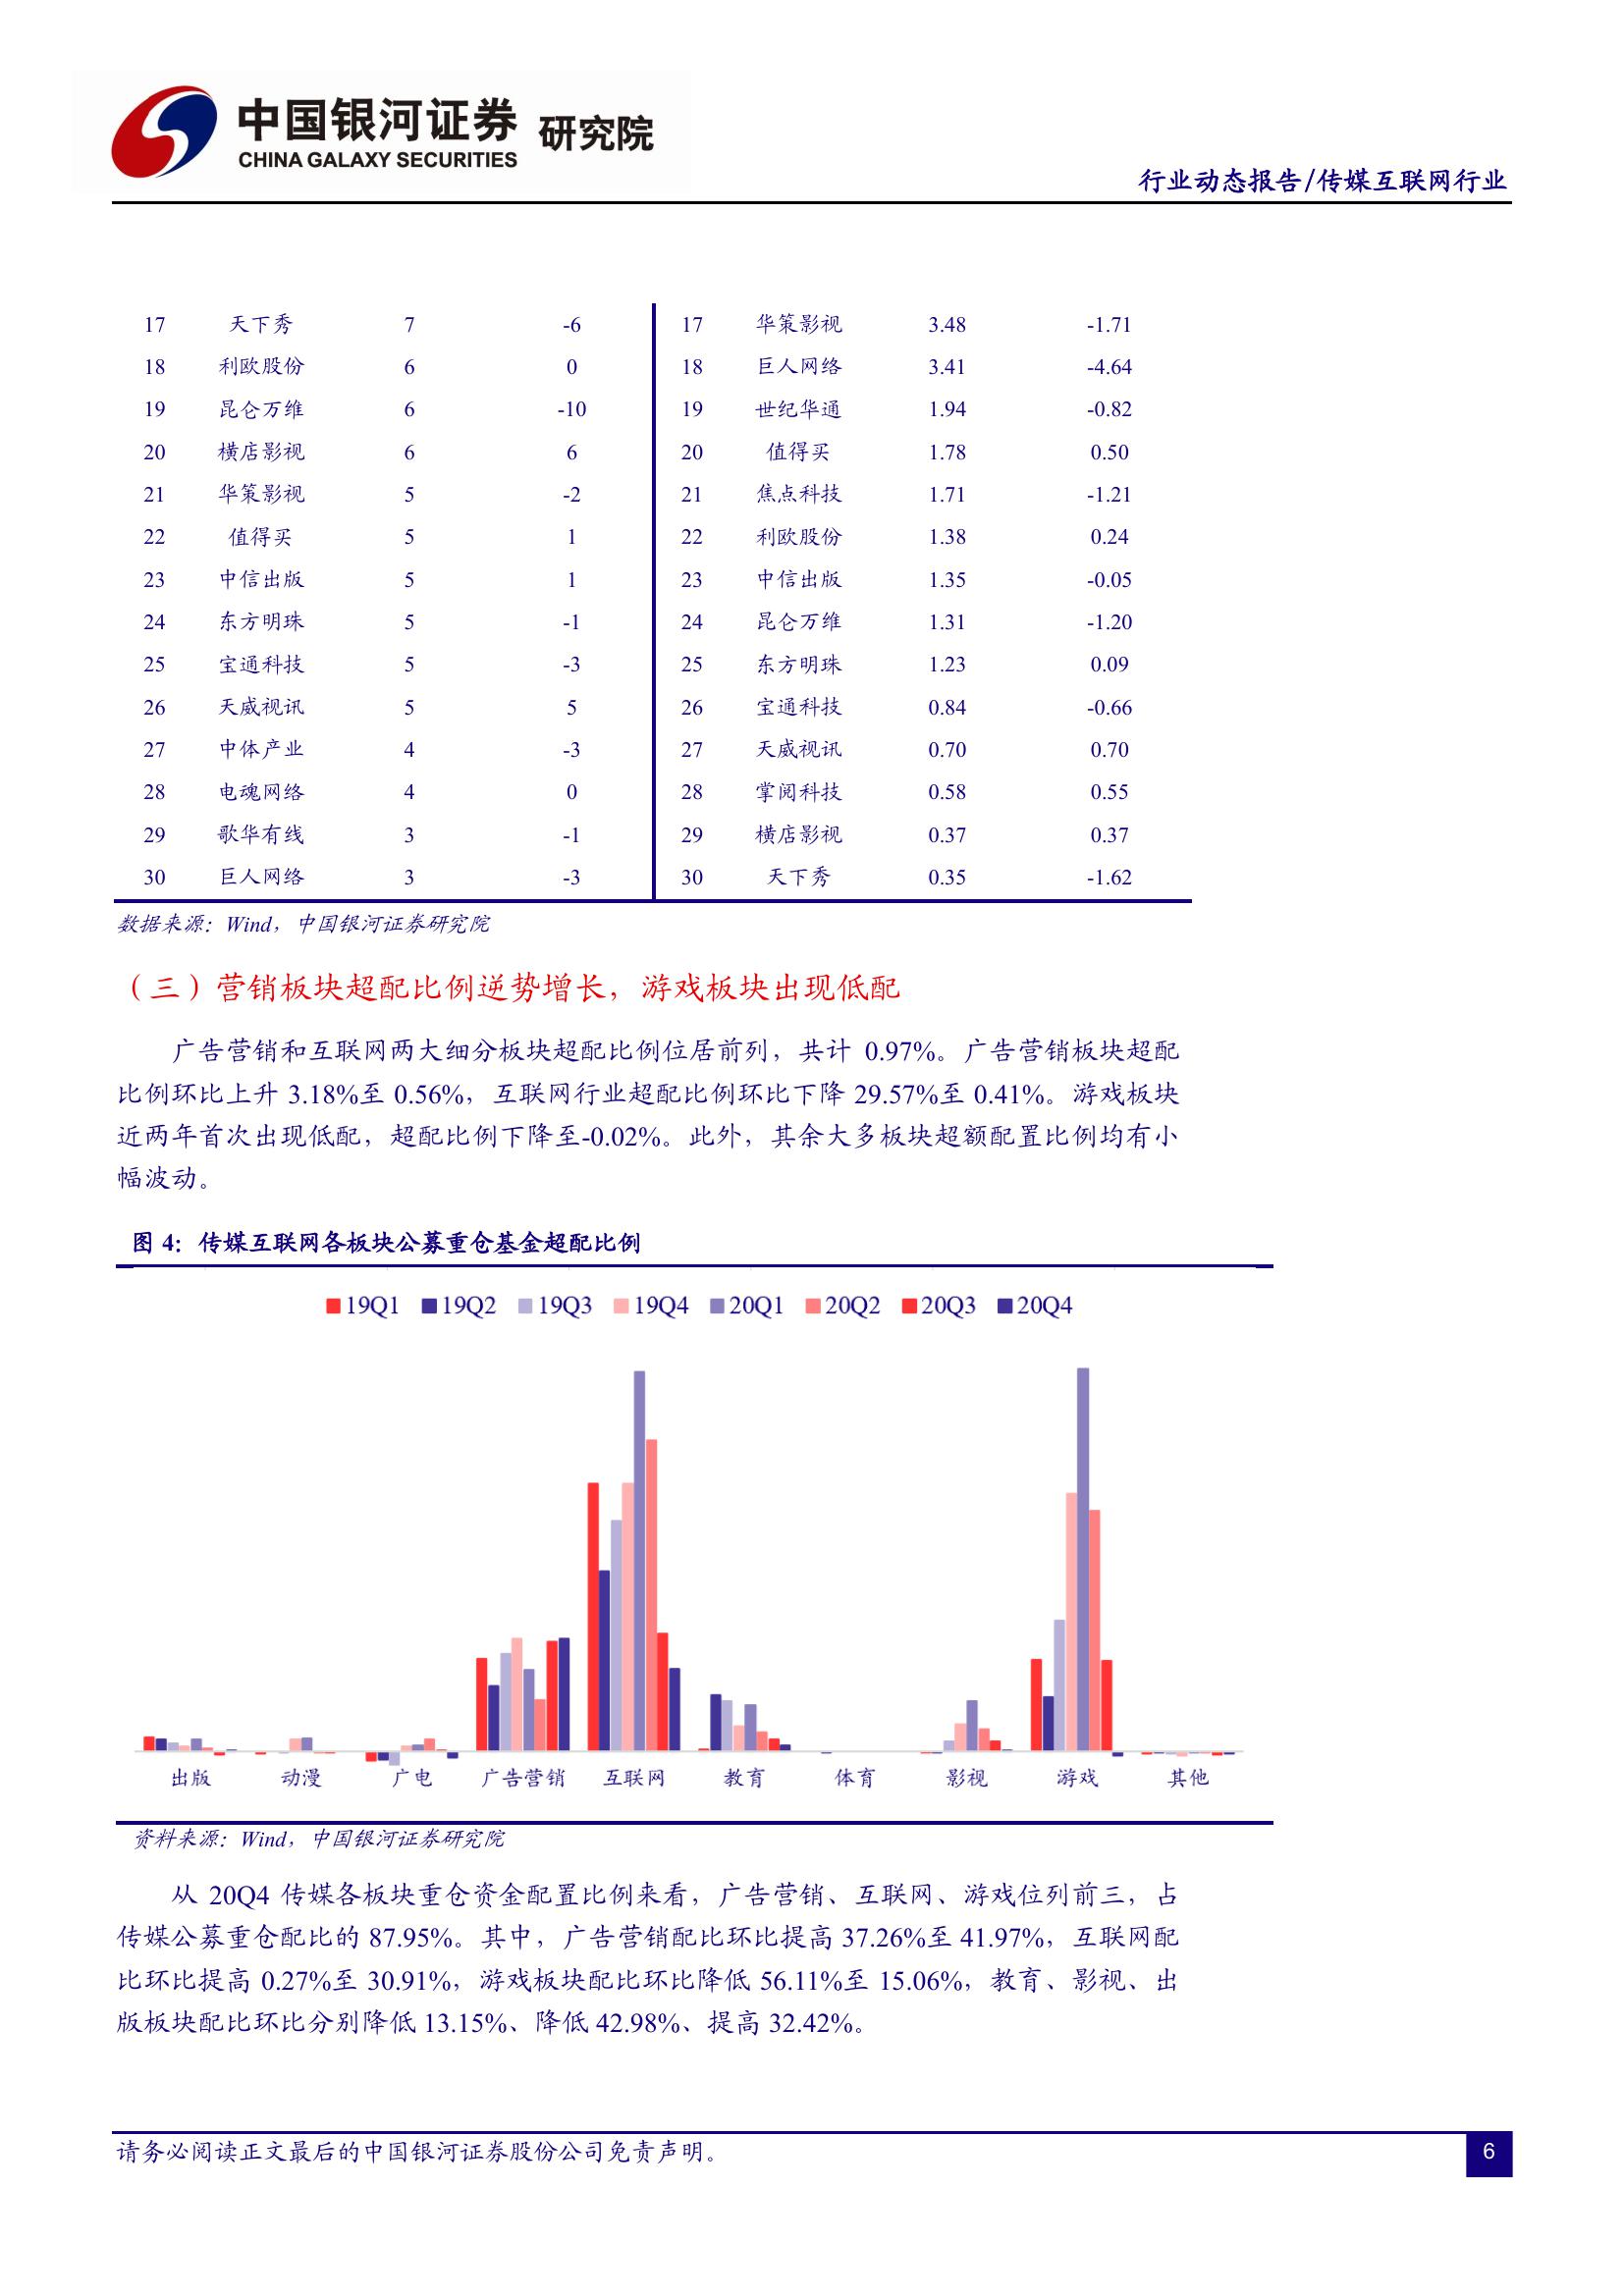 中国银河证券 研究院
CHINA GALAXY SECURITIES
行业动态报告/传媒互联网行业
17 天下秀 7 -6 17 华策影视 3.48 -1.71
18 利欧股份 6 0 18 巨人网络 3.41 -4.64
19 昆仑万维 6 -10 19 世纪华通 1.94 -0.82
20 横店影视 6 6 20 值得买 1.78 0.50
21 华策影视 5 -2 21 焦点科技 1.71 -1.21
22 值得买 5 1 22 利欧股份 1.38 0.24
23 中信出版 5 1 23 中信出版 1.35 -0.05
24 东方明珠 5 -1 24 昆仑万维 1.31 -1.20
25 宝通科技 5 -3 25 东方明珠 1.23 0.09
26 天威视讯 5 5 26 宝通科技 0.84 -0.66
27 中体产业 4 -3 27 天威视讯 0.70 0.70
28 电魂网络 4 0 28 掌阅科技 0.58 0.55
29 歌华有线 3 -1 29 横店影视 0.37 0.37
30 巨人网络 3 -3 30 天下秀 0.35 -1.62
数据来源：Wind，中国银河证券研究院
（三）营销板块超配比例逆势增长，游戏板块出现低配
广告营销和互联网两大细分板块超配比例位居前列，共计 0.97%。广告营销板块超配
比例环比上升 3.18%至 0.56%，互联网行业超配比例环比下降 29.57%至 0.41%。游戏板块
近两年首次出现低配，超配比例下降至-0.02%。此外，其余大多板块超额配置比例均有小
幅波动。
图 4：传媒互联网各板块公募重仓基金超配比例
19Q1 19Q2 19Q3 19Q4 20Q1 20Q2 20Q3 20Q4
出版 动漫 广电 广告营销 互联网 教育 体育 影视 游戏 其他
资料来源：Wind，中国银河证券研究院
从 20Q4 传媒各板块重仓资金配置比例来看，广告营销、互联网、游戏位列前三，占
传媒公募重仓配比的 87.95%。其中，广告营销配比环比提高 37.26%至 41.97%，互联网配
比环比提高 0.27%至 30.91%，游戏板块配比环比降低 56.11%至 15.06%，教育、影视、出
版板块配比环比分别降低 13.15%、降低 42.98%、提高 32.42%。
请务必阅读正文最后的中国银河证券股份公司免责声明。
6